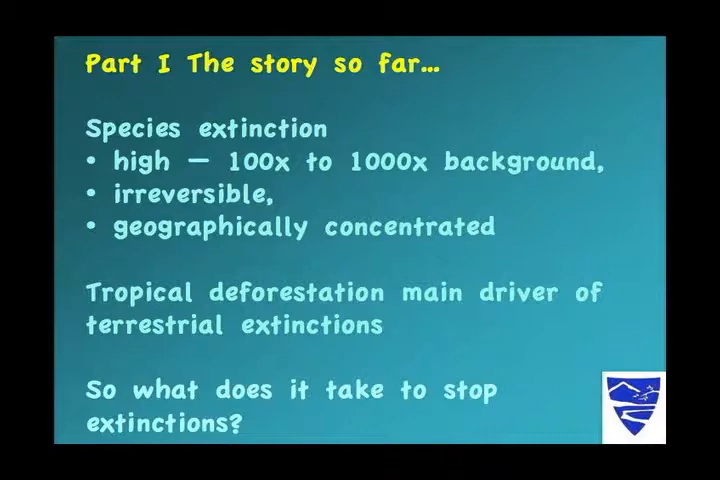 Part I The story so far...
Species extinction
• high – 100x to 1000x background,
• irreversible,
• geographically concentrated
Tropical deforestation main driver of
terrestrial extinctions
So what does it take to stop
extinctions?